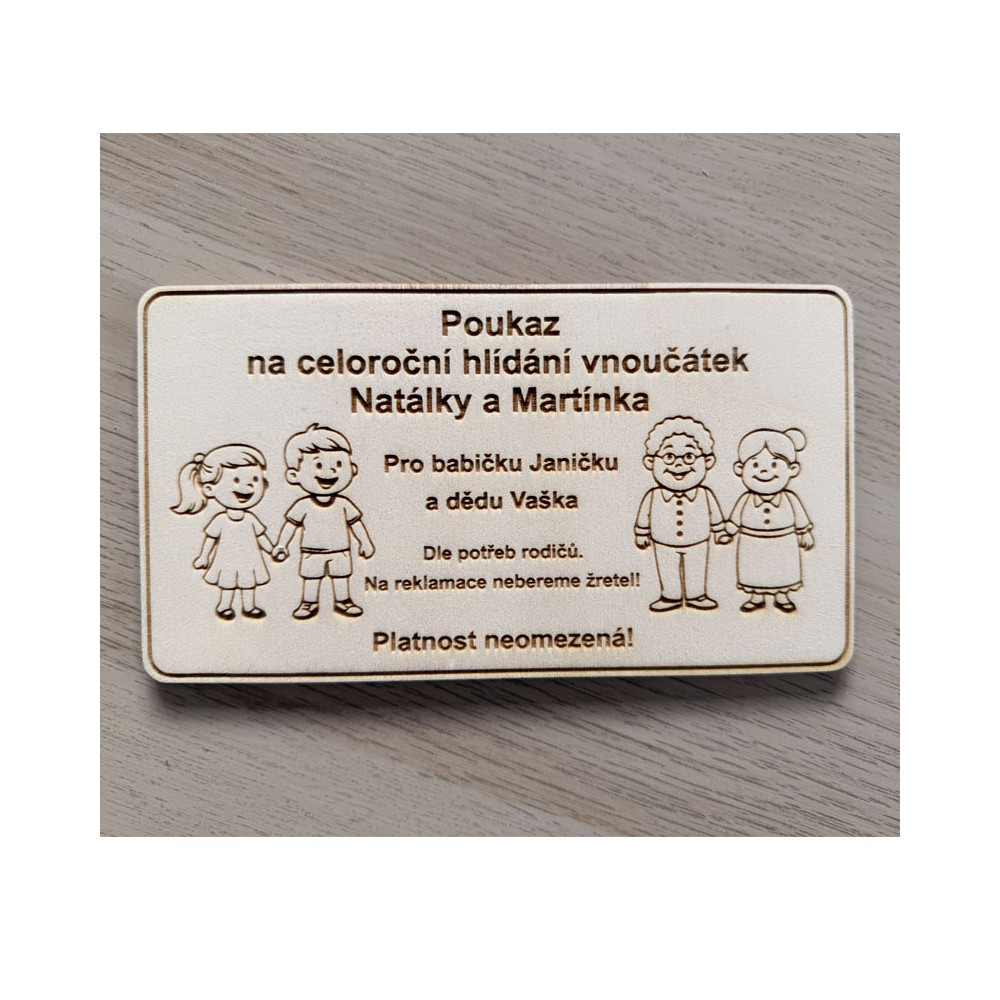 Poukaz
na celoroční hlídání vnoučátek
Natálky a Martínka
Pro babičku Janičku
a dědu Vaška
Dle potřeb rodičů.
Na reklamace nebereme žretel!
Platnost neomezená!